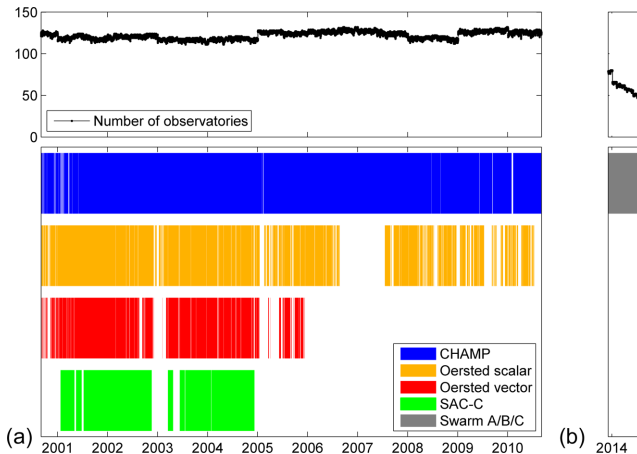 150
100
50
0
Number of observatories
CHAMP
Oersted scalar
Oersted vector
SAC-C
Swarm A/B/C
(a)
2001 2002 2003 2004 2005 2006 2007 2008 2009 2010
(b)
2014